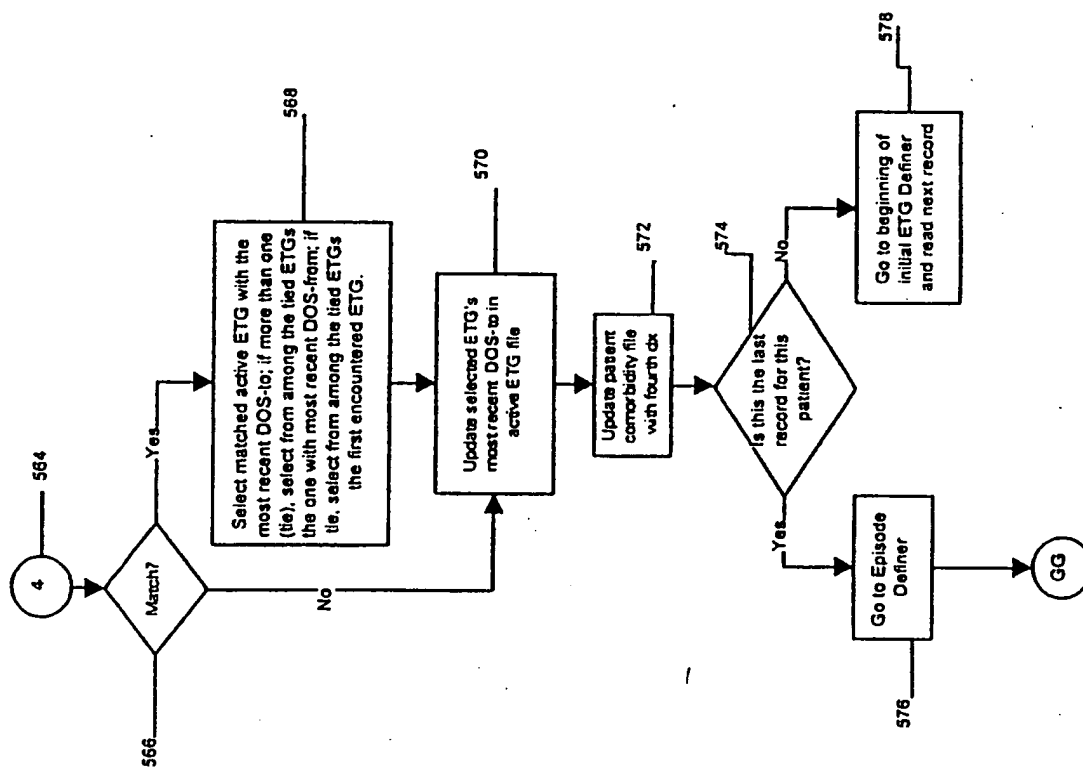 564
4
566
Match?
Yes
No
568
Select matched active ETG with the
most recent DOS-to; if more than one
(tie), select from among the tied ETGs
the one with most recent DOS-from; if
tie, select from among the tied ETGs
the first encountered ETG.
570
Update selected ETG's
most recent DOS-to in
active ETG file
572
Update patient
comorbidity file
with fourth dx
574
Is this the last
record for this
patient?
Yes
No
576
Go to Episode
Definer
GG
578
Go to beginning of
initial ETG Definer
and read next record